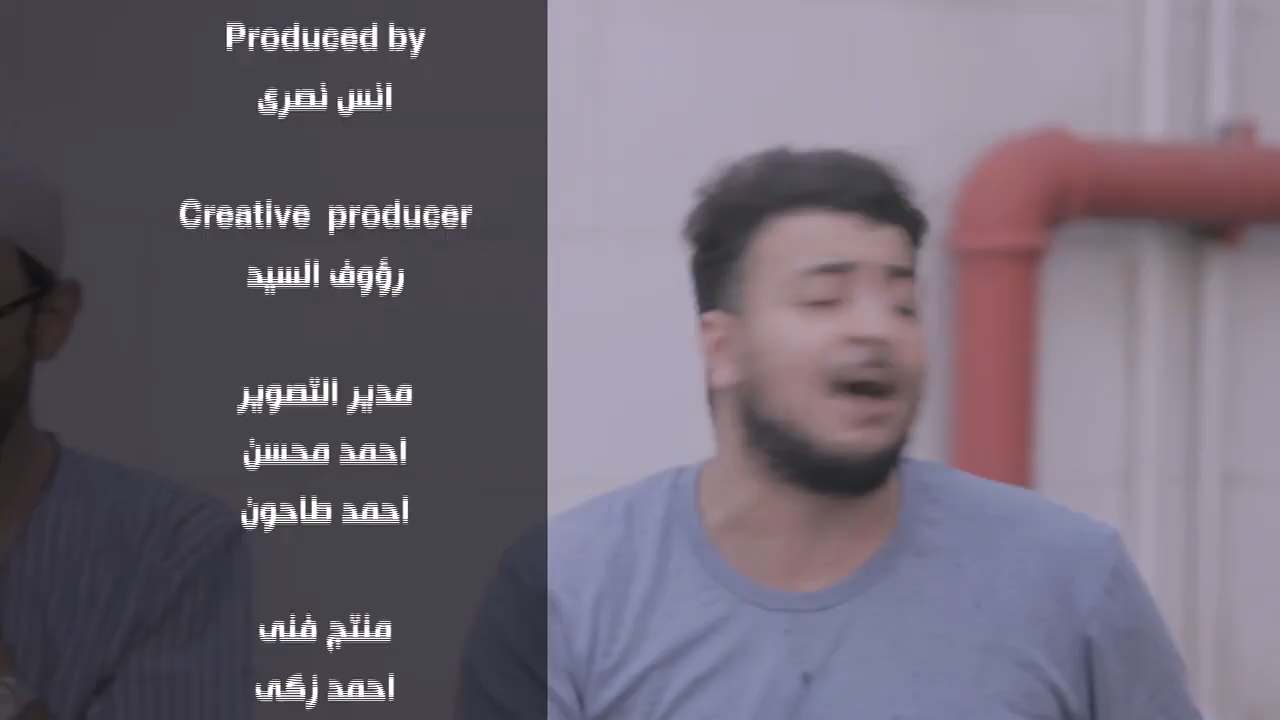 Produced by
انس نصرى
Creative producer
رؤوف السيد
مدير التصوير
احمد محسن
احمد طاحون
منتج فنى
احمد زكى